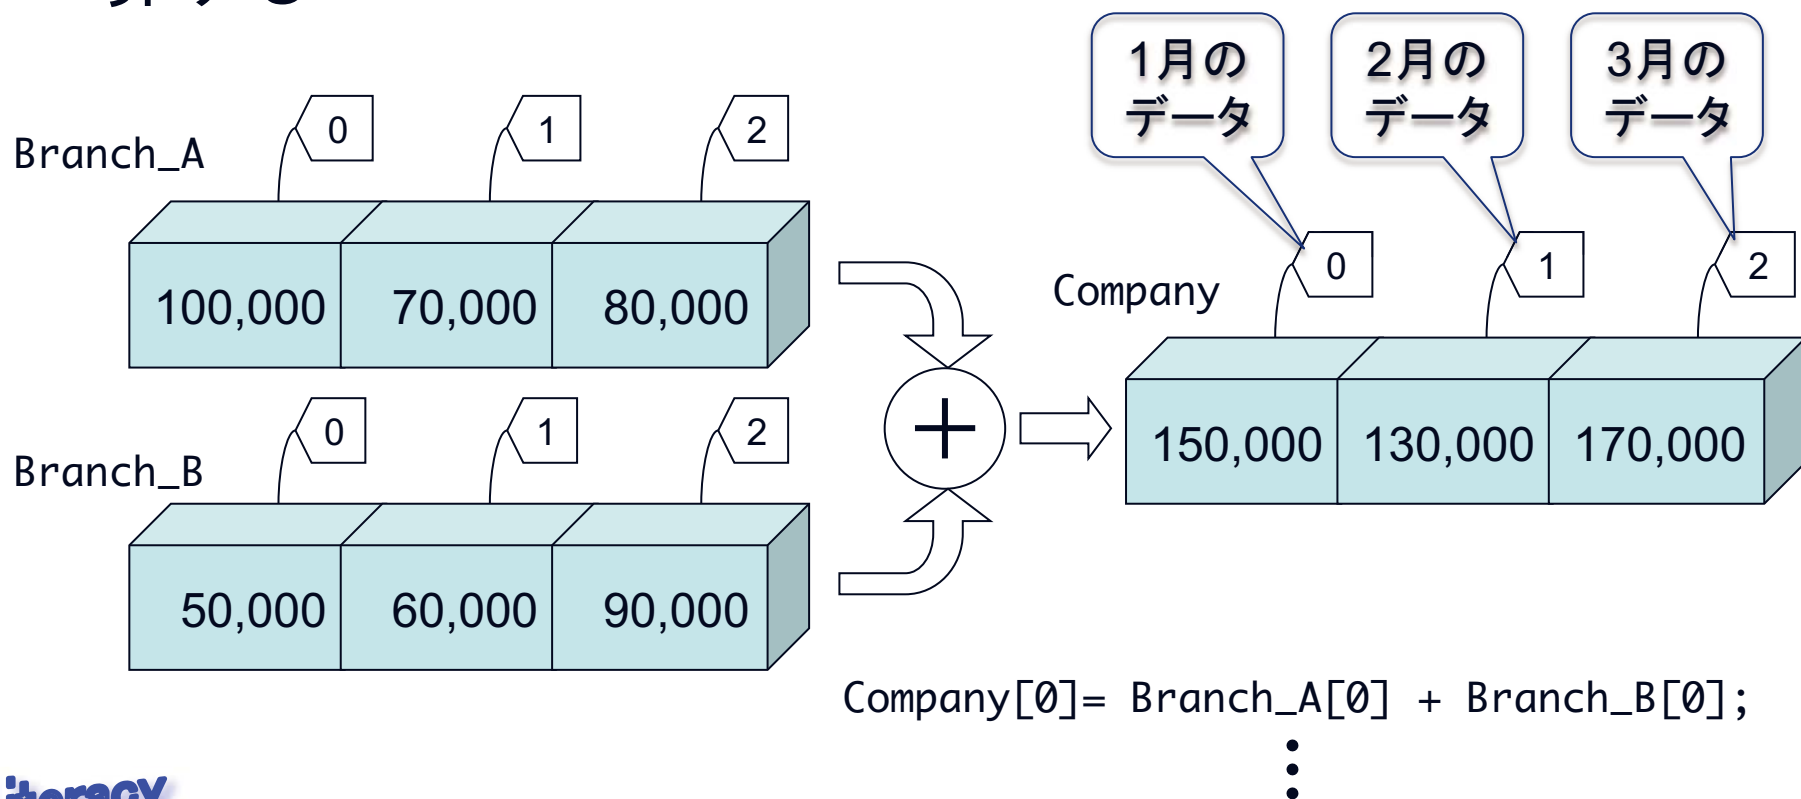 Branch_A
0
1
2
100,000
70,000
80,000
Branch_B
0
1
2
50,000
60,000
90,000
+
1月の
データ
2月の
データ
3月の
データ
Company
0
1
2
150,000
130,000
170,000
Company[0]= Branch_A[0] + Branch_B[0];